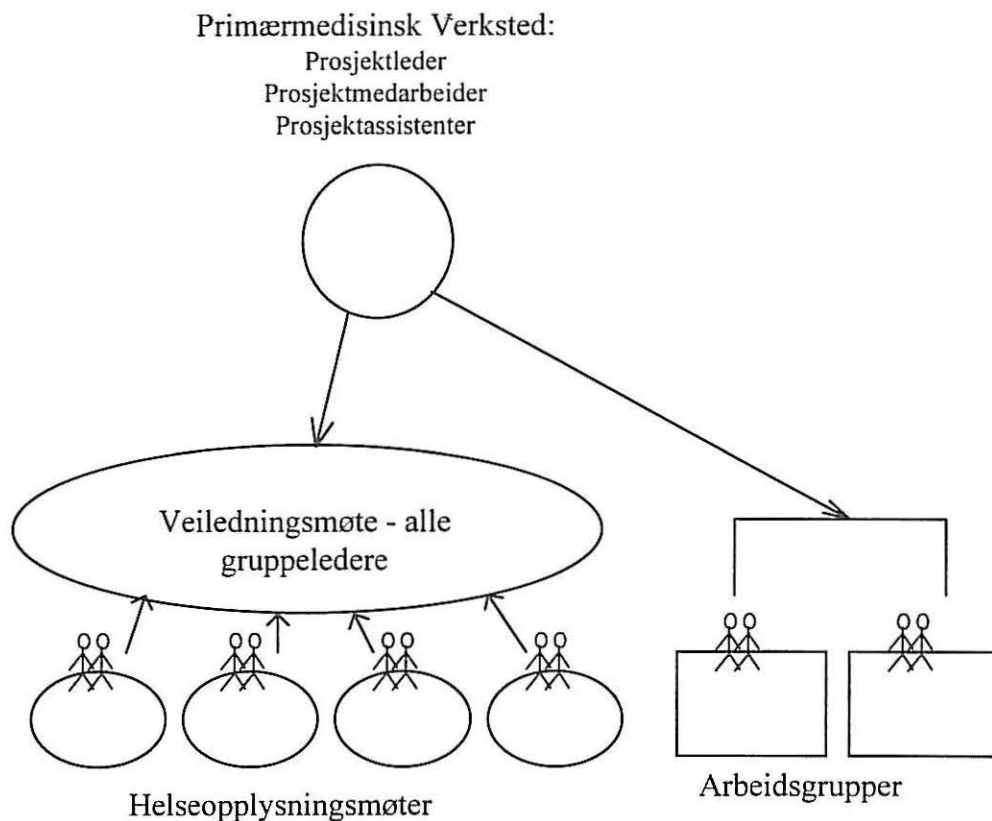 Primærmedisinsk Verksted:
Prosjektleder
Prosjektmedarbeider
Prosjektassistenter
Veiledningsmøte - alle
gruppeledere
Helseopplysningsmøter
Arbeidsgrupper